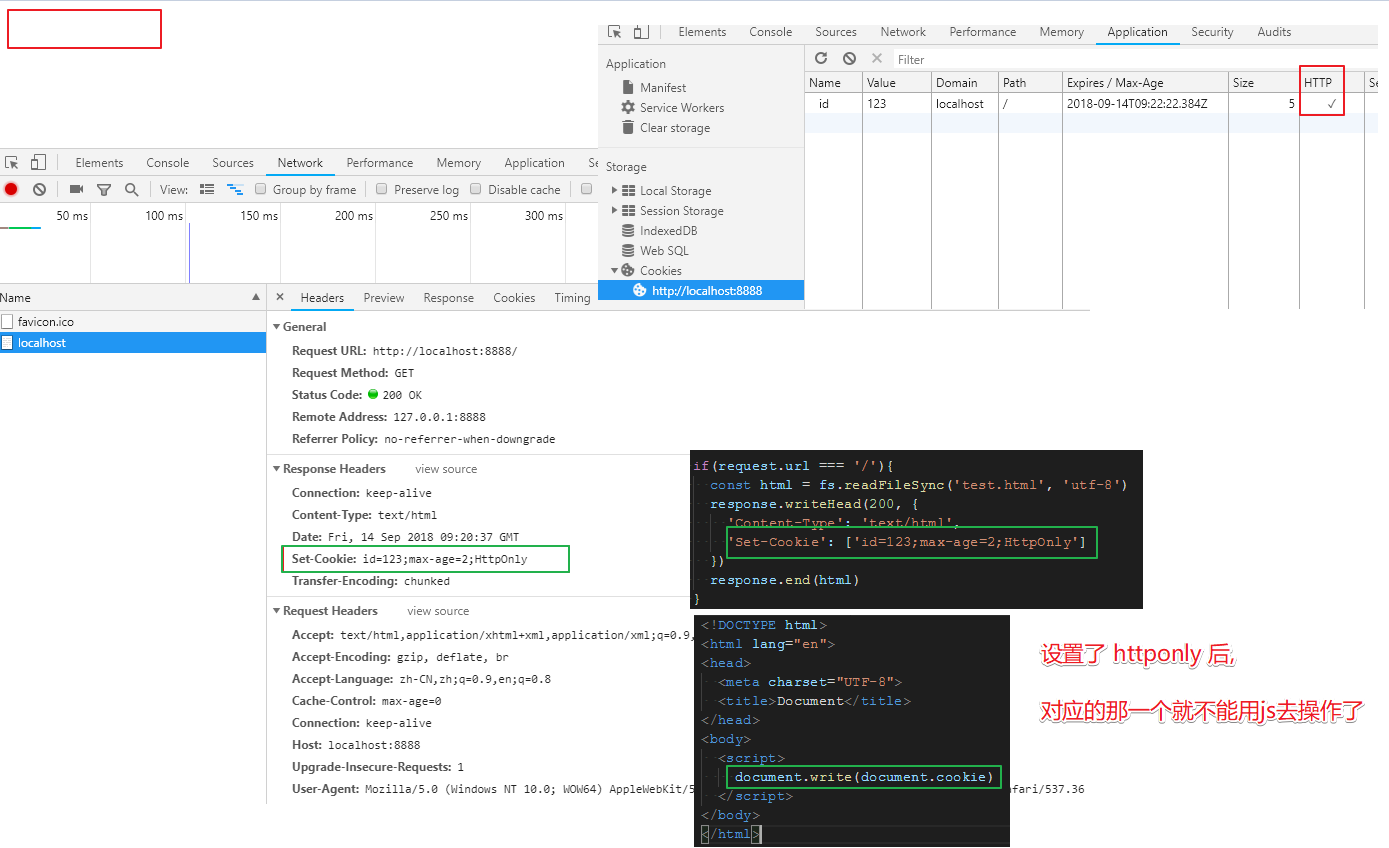 Elements Console Sources Network Performance Memory Application Security Audits
Application
Manifest
Service Workers
Clear storage
Storage
Local Storage
Session Storage
IndexedDB
Web SQL
Cookies
http://localhost:8888
Filter
Name Value Domain Path Expires / Max-Age Size HTTP Se
id 123 localhost / 2018-09-14T09:22:22.384Z 5 ✓
Elements Console Sources Network Performance Memory Application Se
View: Group by frame Preserve log Disable cache
50 ms 100 ms 150 ms 200 ms 250 ms 300 ms
Name
favicon.ico
localhost
× Headers Preview Response Cookies Timing
General
Request URL: http://localhost:8888/
Request Method: GET
Status Code: 200 OK
Remote Address: 127.0.0.1:8888
Referrer Policy: no-referrer-when-downgrade
Response Headers view source
Connection: keep-alive
Content-Type: text/html
Date: Fri, 14 Sep 2018 09:20:37 GMT
Set-Cookie: id=123;max-age=2;HttpOnly
Transfer-Encoding: chunked
Request Headers view source
Accept: text/html,application/xhtml+xml,application/xml;q=0.9,
Accept-Encoding: gzip, deflate, br
Accept-Language: zh-CN,zh;q=0.9,en;q=0.8
Cache-Control: max-age=0
Connection: keep-alive
Host: localhost:8888
Upgrade-Insecure-Requests: 1
User-Agent: Mozilla/5.0 (Windows NT 10.0; WOW64) AppleWebKit/5 afari/537.36
if(request.url === '/'){
const html = fs.readFileSync('test.html', 'utf-8')
response.writeHead(200, {
'Content-Type': 'text/html',
'Set-Cookie': ['id=123;max-age=2;HttpOnly']
})
response.end(html)
}
<!DOCTYPE html>
<html lang="en">
<head>
<meta charset="UTF-8">
<title>Document</title>
</head>
<body>
<script>
document.write(document.cookie)
</script>
</body>
</html>
设置了 httponly 后,
对应的那一个就不能用js去操作了